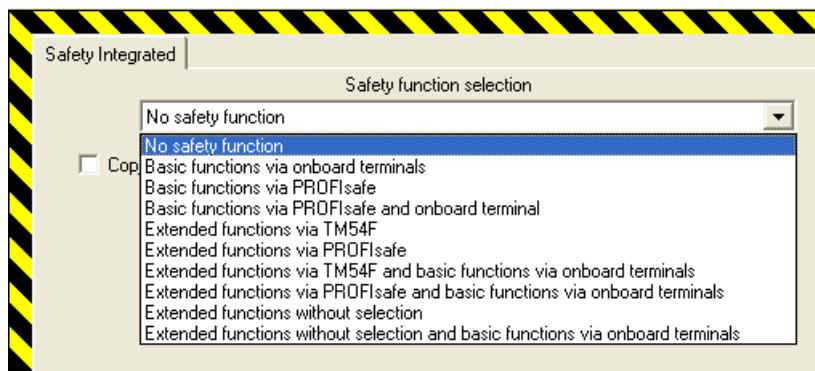 Safety Integrated
Safety function selection
No safety function
No safety function
Basic functions via onboard terminals
Basic functions via PROFIsafe
Basic functions via PROFIsafe and onboard terminal
Extended functions via TM54F
Extended functions via PROFIsafe
Extended functions via TM54F and basic functions via onboard terminals
Extended functions via PROFIsafe and basic functions via onboard terminals
Extended functions without selection
Extended functions without selection and basic functions via onboard terminals